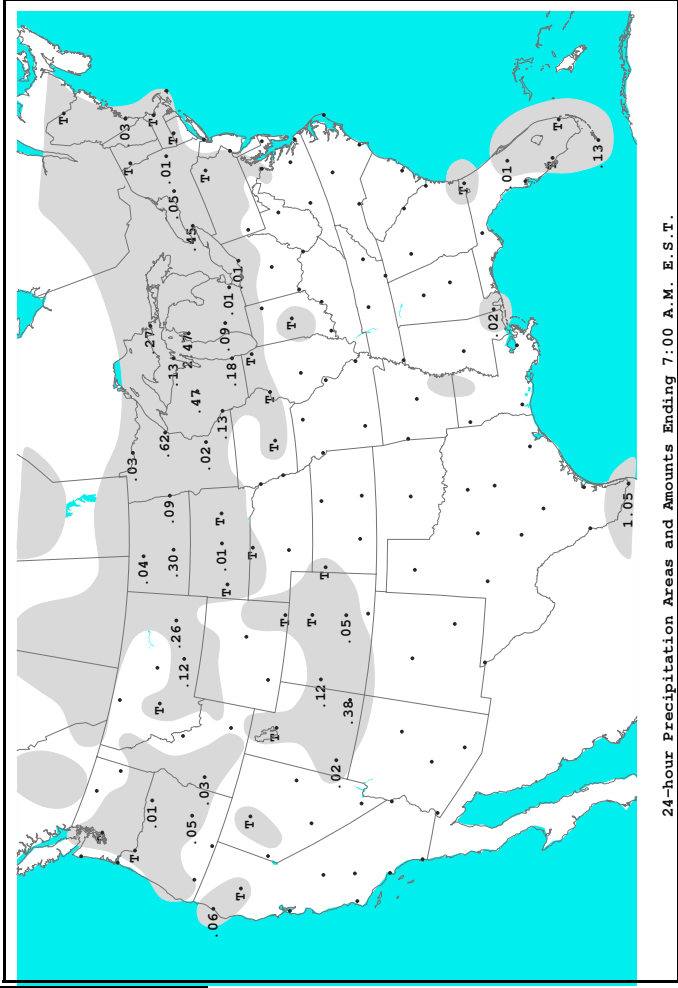 T
.03
T
T
T
.03
.04
.27
.01
T
.62
.01
.09
T
.13
.30
.05
.26
.12
.45
.05
.47
.03
.02
T
.06
T
.01
.13
.09
T
.01
.18
.01
T
T
T
T
T
T
T
T
T
T
.12
T
.02
.05
.38
T
.02
.01
T
T
.13
1.05
24-hour Precipitation Areas and Amounts Ending 7:00 A.M. E.S.T.